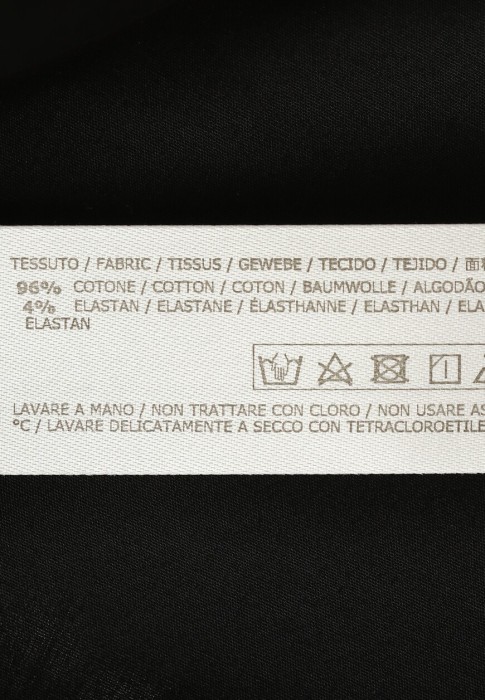 TESSUTO / FABRIC / TISSUS / GEWEBE / TECIDO / TEJIDO / 面料
96% COTONE / COTTON / COTON / BAUMWOLLE / ALGODÃO
4% ELASTAN / ELASTANE / ÉLASTHANNE / ELASTHAN / ELA
ELASTAN
LAVARE A MANO / NON TRATTARE CON CLORO / NON USARE AS
°C / LAVARE DELICATAMENTE A SECCO CON TETRACLOROETILE